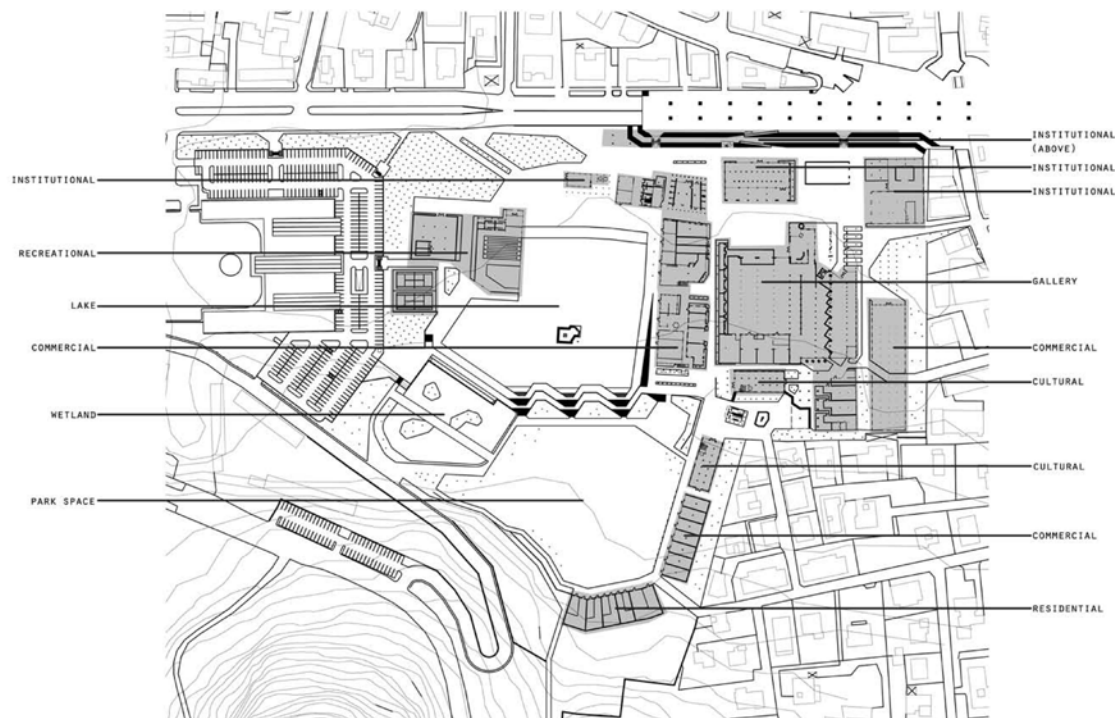 INSTITUTIONAL
RECREATIONAL
LAKE
COMMERCIAL
WETLAND
PARK SPACE
INSTITUTIONAL
(ABOVE)
INSTITUTIONAL
INSTITUTIONAL
GALLERY
COMMERCIAL
CULTURAL
CULTURAL
COMMERCIAL
RESIDENTIAL